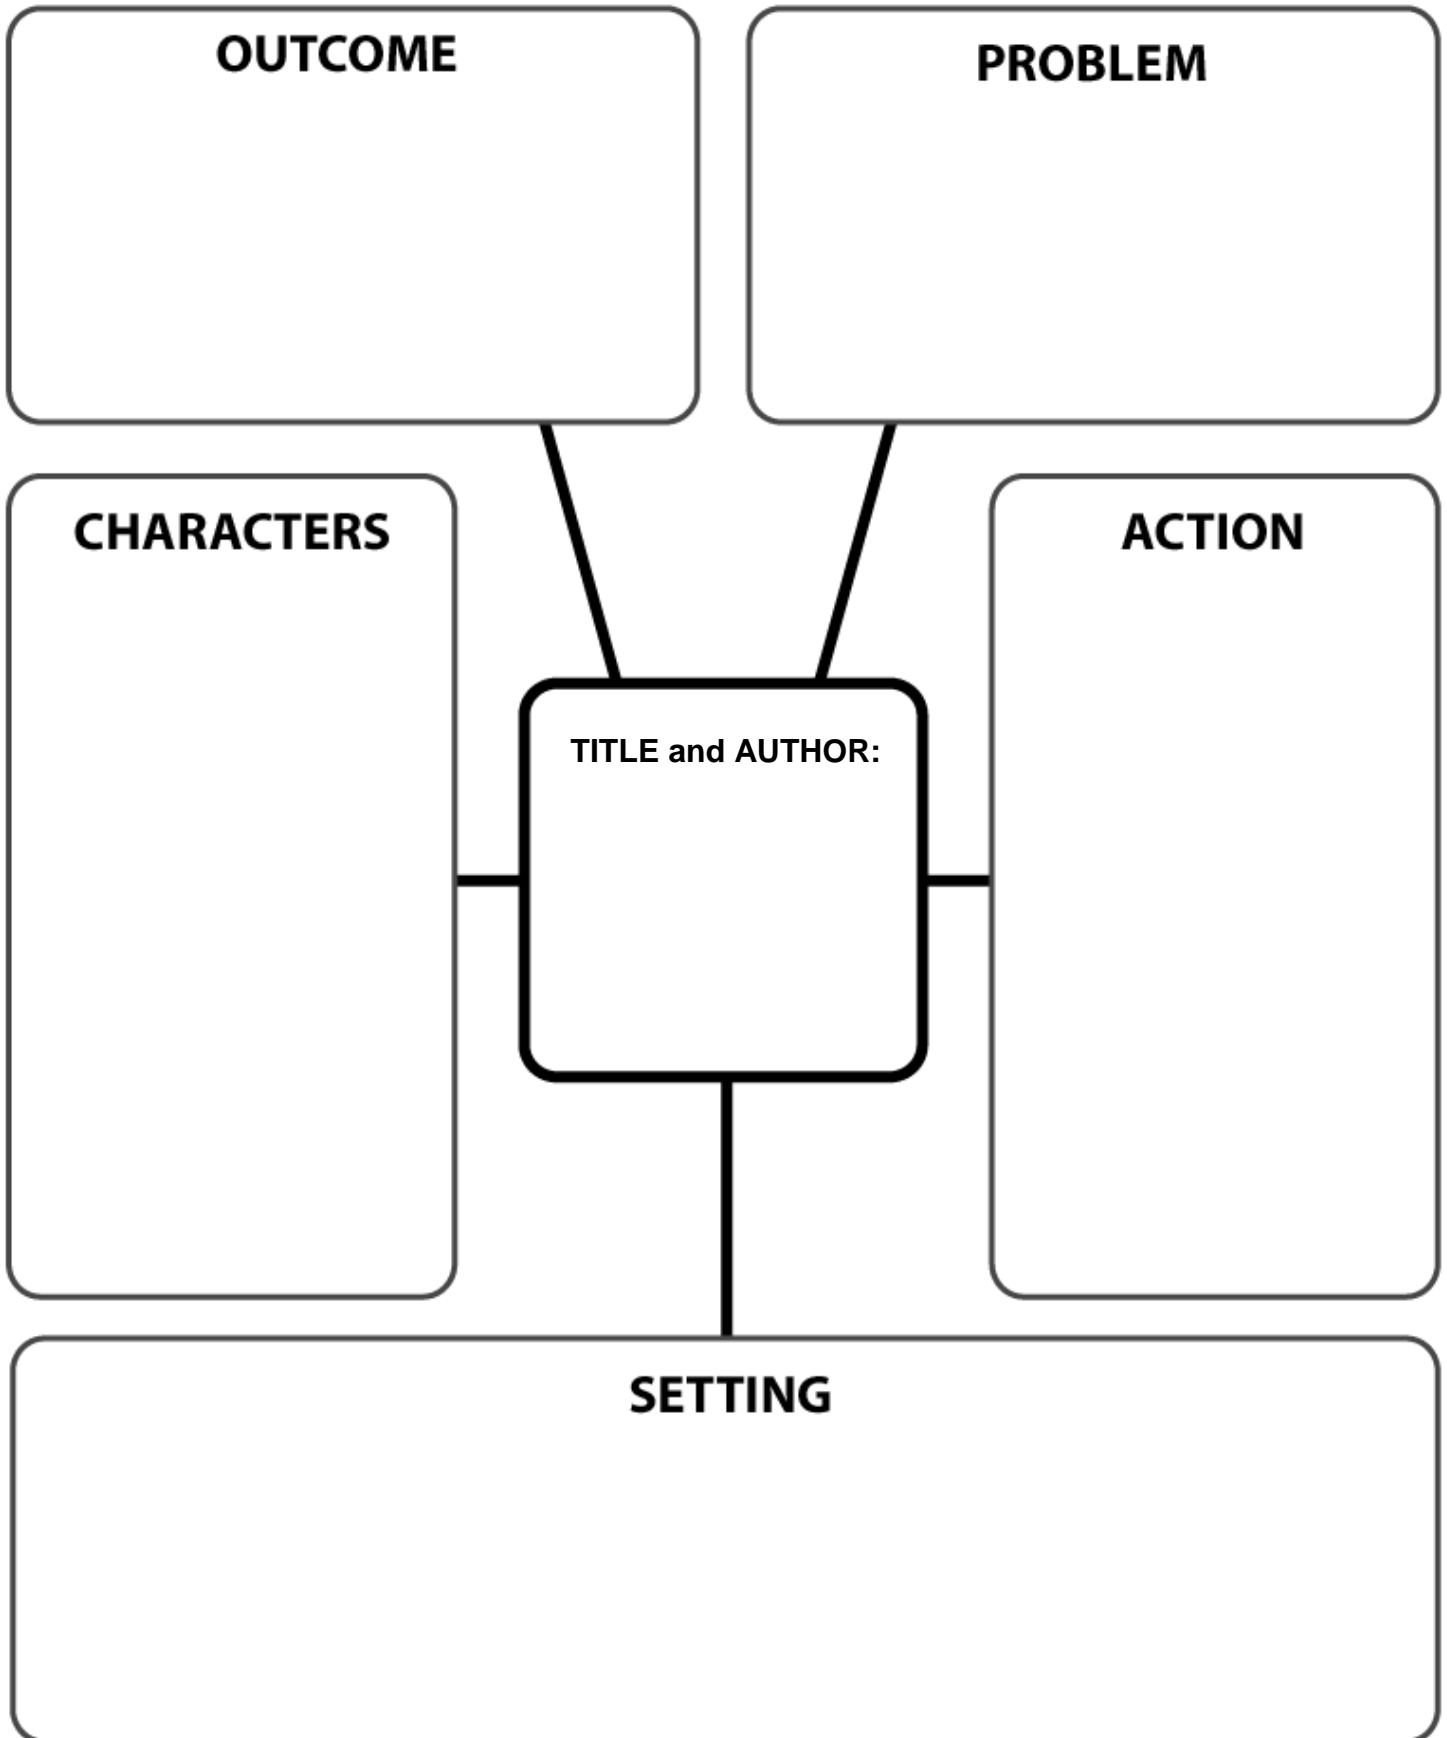 OUTCOME
PROBLEM
CHARACTERS
ACTION
TITLE and AUTHOR:
SETTING